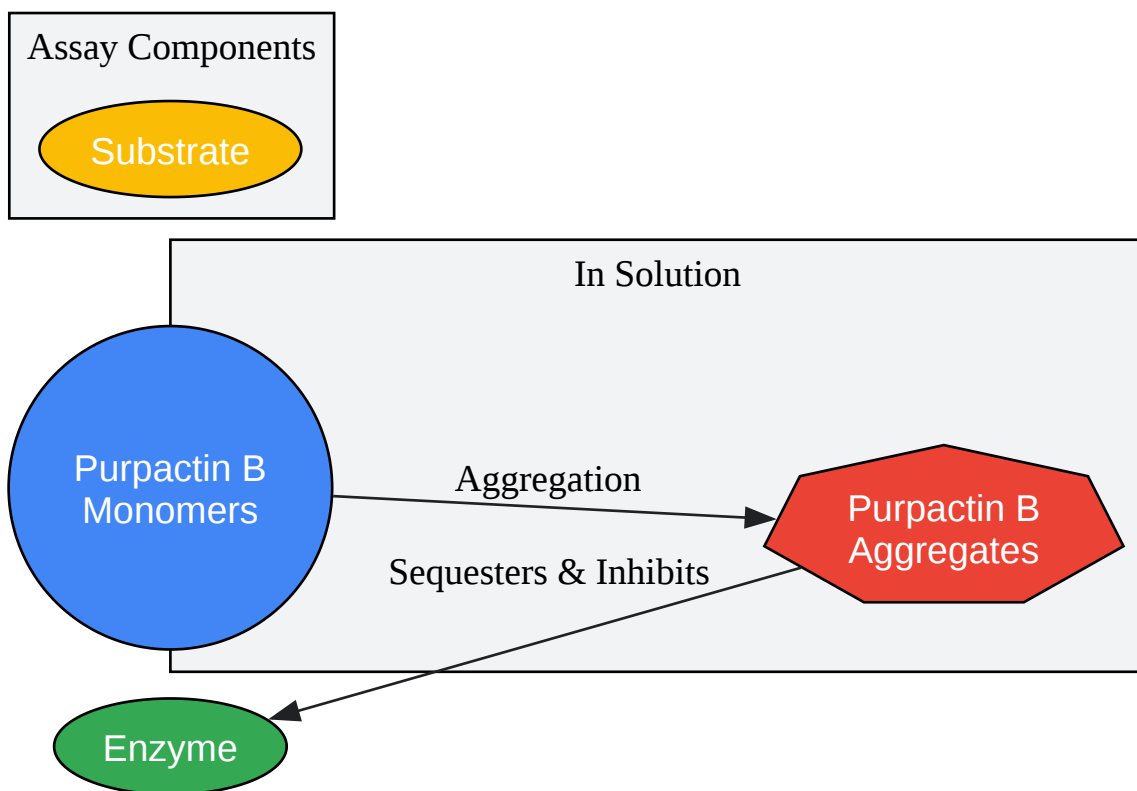 Assay Components
Substrate
In Solution
Purpactin B
Monomers
Aggregation
Purpactin B
Aggregates
Sequesters & Inhibits
Enzyme